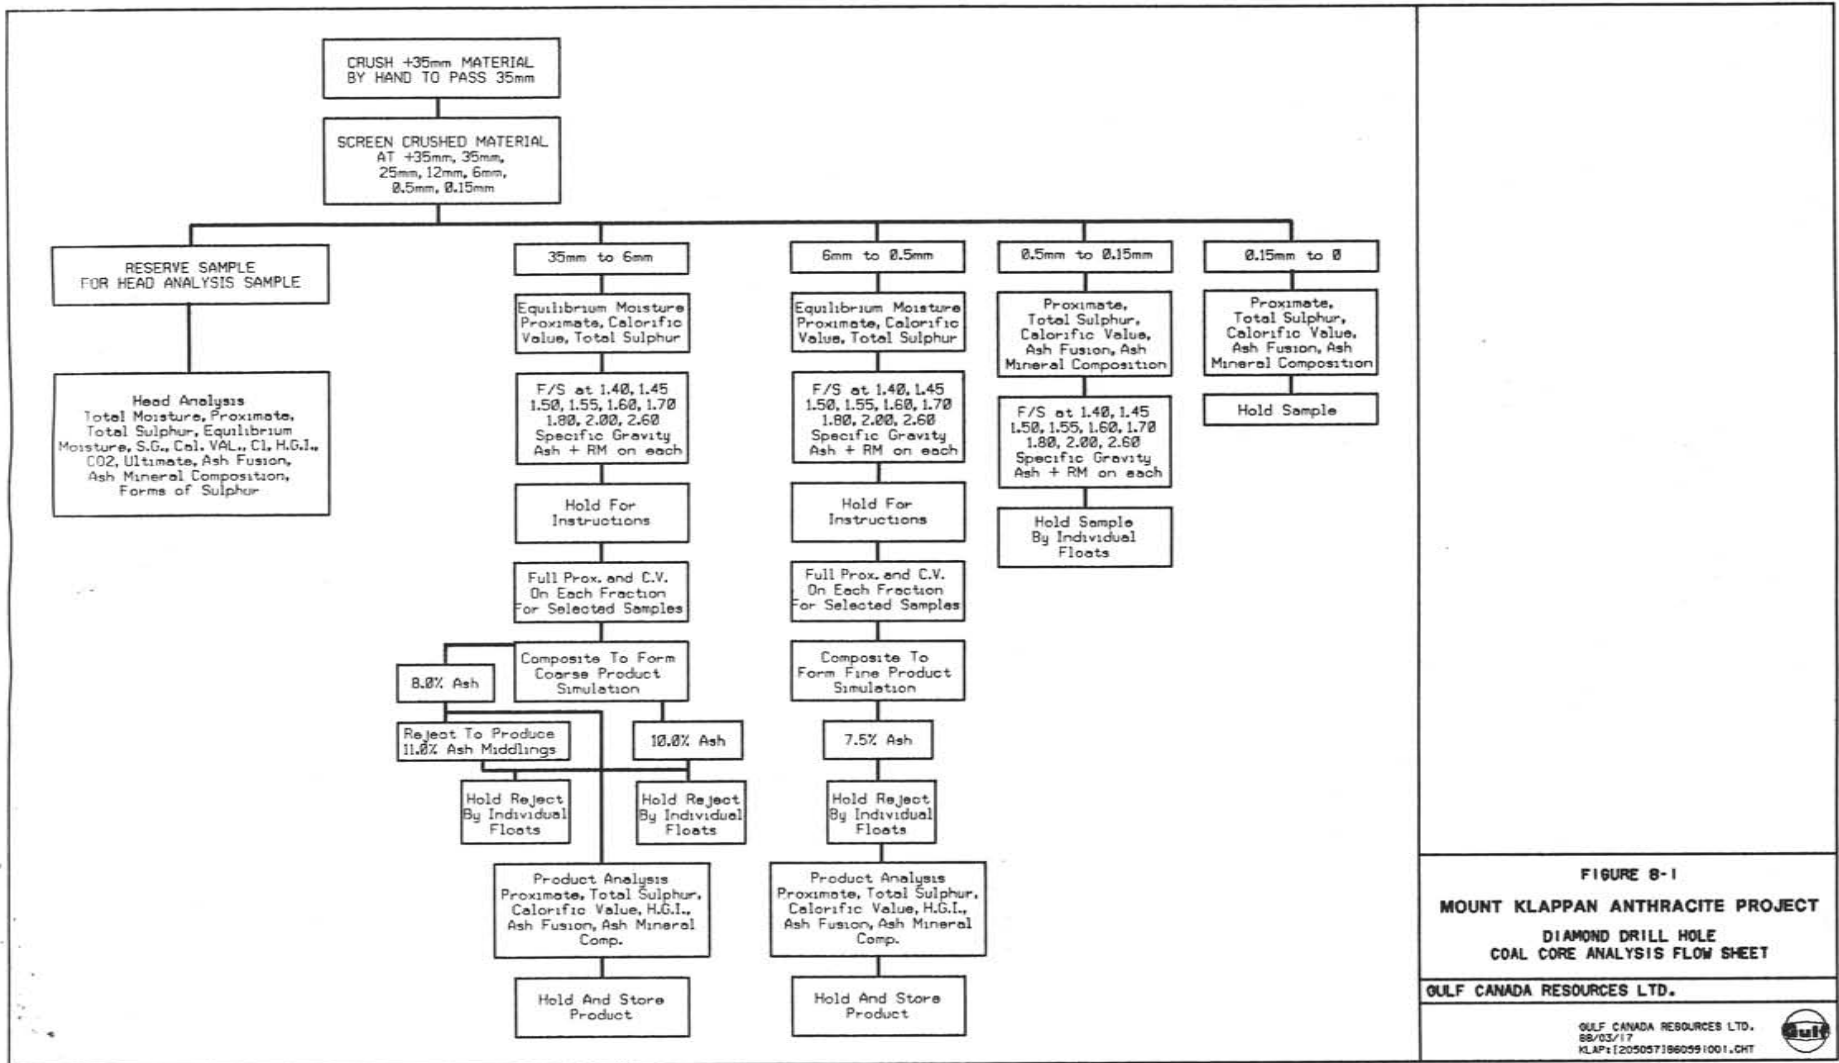 CRUSH +35mm MATERIAL
BY HAND TO PASS 35mm
SCREEN CRUSHED MATERIAL
AT +35mm, 35mm,
25mm, 12mm, 6mm,
0.5mm, 0.15mm
RESERVE SAMPLE
FOR HEAD ANALYSIS SAMPLE
Head Analysis
Total Moisture, Proximate,
Total Sulphur, Equilibrium
Moisture, S.G., Cal. VAL., Cl, H.G.I.,
CO2, Ultimate, Ash Fusion,
Ash Mineral Composition,
Forms of Sulphur
35mm to 6mm
Equilibrium Moisture
Proximate, Calorific
Value, Total Sulphur
F/S at 1.40, 1.45
1.50, 1.55, 1.60, 1.70
1.80, 2.00, 2.60
Specific Gravity
Ash + RM on each
Hold For
Instructions
Full Prox. and C.V.
On Each Fraction
For Selected Samples
Composite To Form
Coarse Product
Simulation
8.0% Ash
Reject To Produce
11.0% Ash Middlings
10.0% Ash
Hold Reject
By Individual
Floats
Hold Reject
By Individual
Floats
Product Analysis
Proximate, Total Sulphur,
Calorific Value, H.G.I.,
Ash Fusion, Ash Mineral
Comp.
Hold And Store
Product
6mm to 0.5mm
Equilibrium Moisture
Proximate, Calorific
Value, Total Sulphur
F/S at 1.40, 1.45
1.50, 1.55, 1.60, 1.70
1.80, 2.00, 2.60
Specific Gravity
Ash + RM on each
Hold For
Instructions
Full Prox. and C.V.
On Each Fraction
For Selected Samples
Composite To
Form Fine Product
Simulation
7.5% Ash
Hold Reject
By Individual
Floats
Product Analysis
Proximate, Total Sulphur,
Calorific Value, H.G.I.,
Ash Fusion, Ash Mineral
Comp.
Hold And Store
Product
0.5mm to 0.15mm
Proximate,
Total Sulphur,
Calorific Value,
Ash Fusion, Ash
Mineral Composition
F/S at 1.40, 1.45
1.50, 1.55, 1.60, 1.70
1.80, 2.00, 2.60
Specific Gravity
Ash + RM on each
Hold Sample
By Individual
Floats
0.15mm to 0
Proximate,
Total Sulphur,
Calorific Value,
Ash Fusion, Ash
Mineral Composition
Hold Sample
FIGURE 8-1
MOUNT KLAPPAN ANTHRACITE PROJECT
DIAMOND DRILL HOLE
COAL CORE ANALYSIS FLOW SHEET
GULF CANADA RESOURCES LTD.
GULF CANADA RESOURCES LTD.
88/03/17
KLAP:[205057]860591001.CHT
Gulf